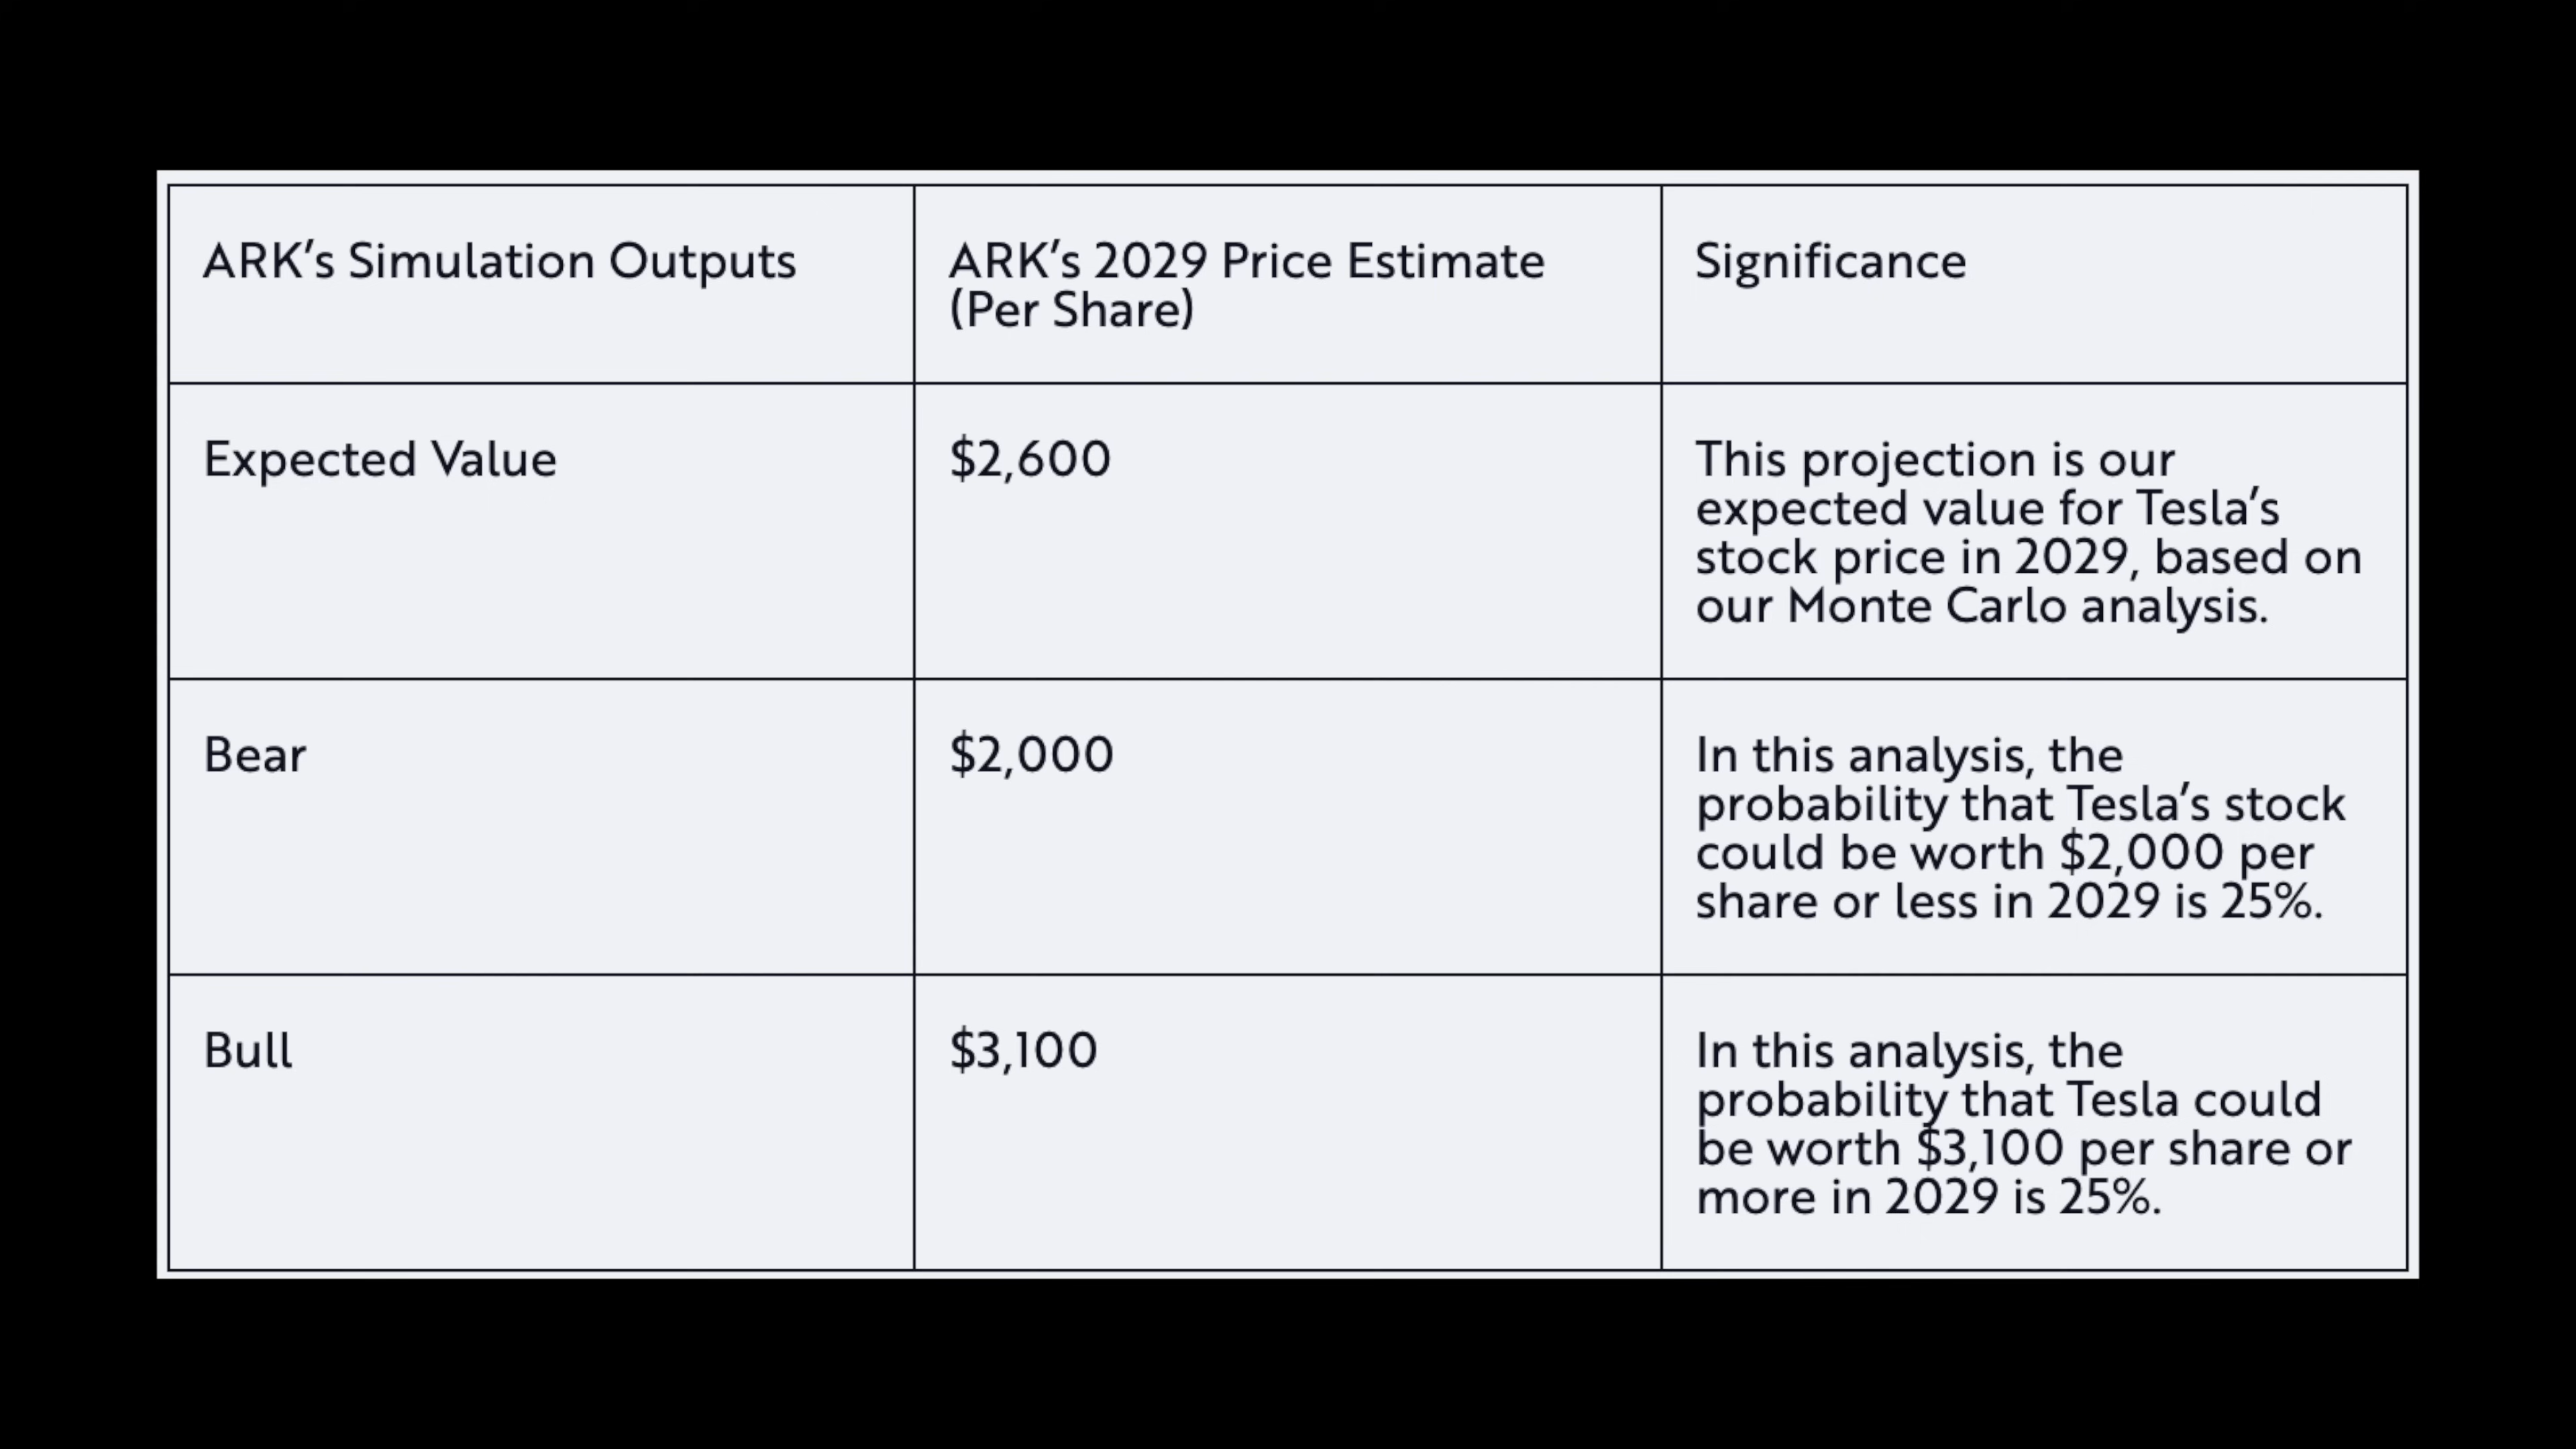 ARK’s Simulation Outputs
ARK’s 2029 Price Estimate
(Per Share)
Significance
Expected Value
$2,600
This projection is our
expected value for Tesla’s
stock price in 2029, based on
our Monte Carlo analysis.
Bear
$2,000
In this analysis, the
probability that Tesla’s stock
could be worth $2,000 per
share or less in 2029 is 25%.
Bull
$3,100
In this analysis, the
probability that Tesla could
be worth $3,100 per share or
more in 2029 is 25%.